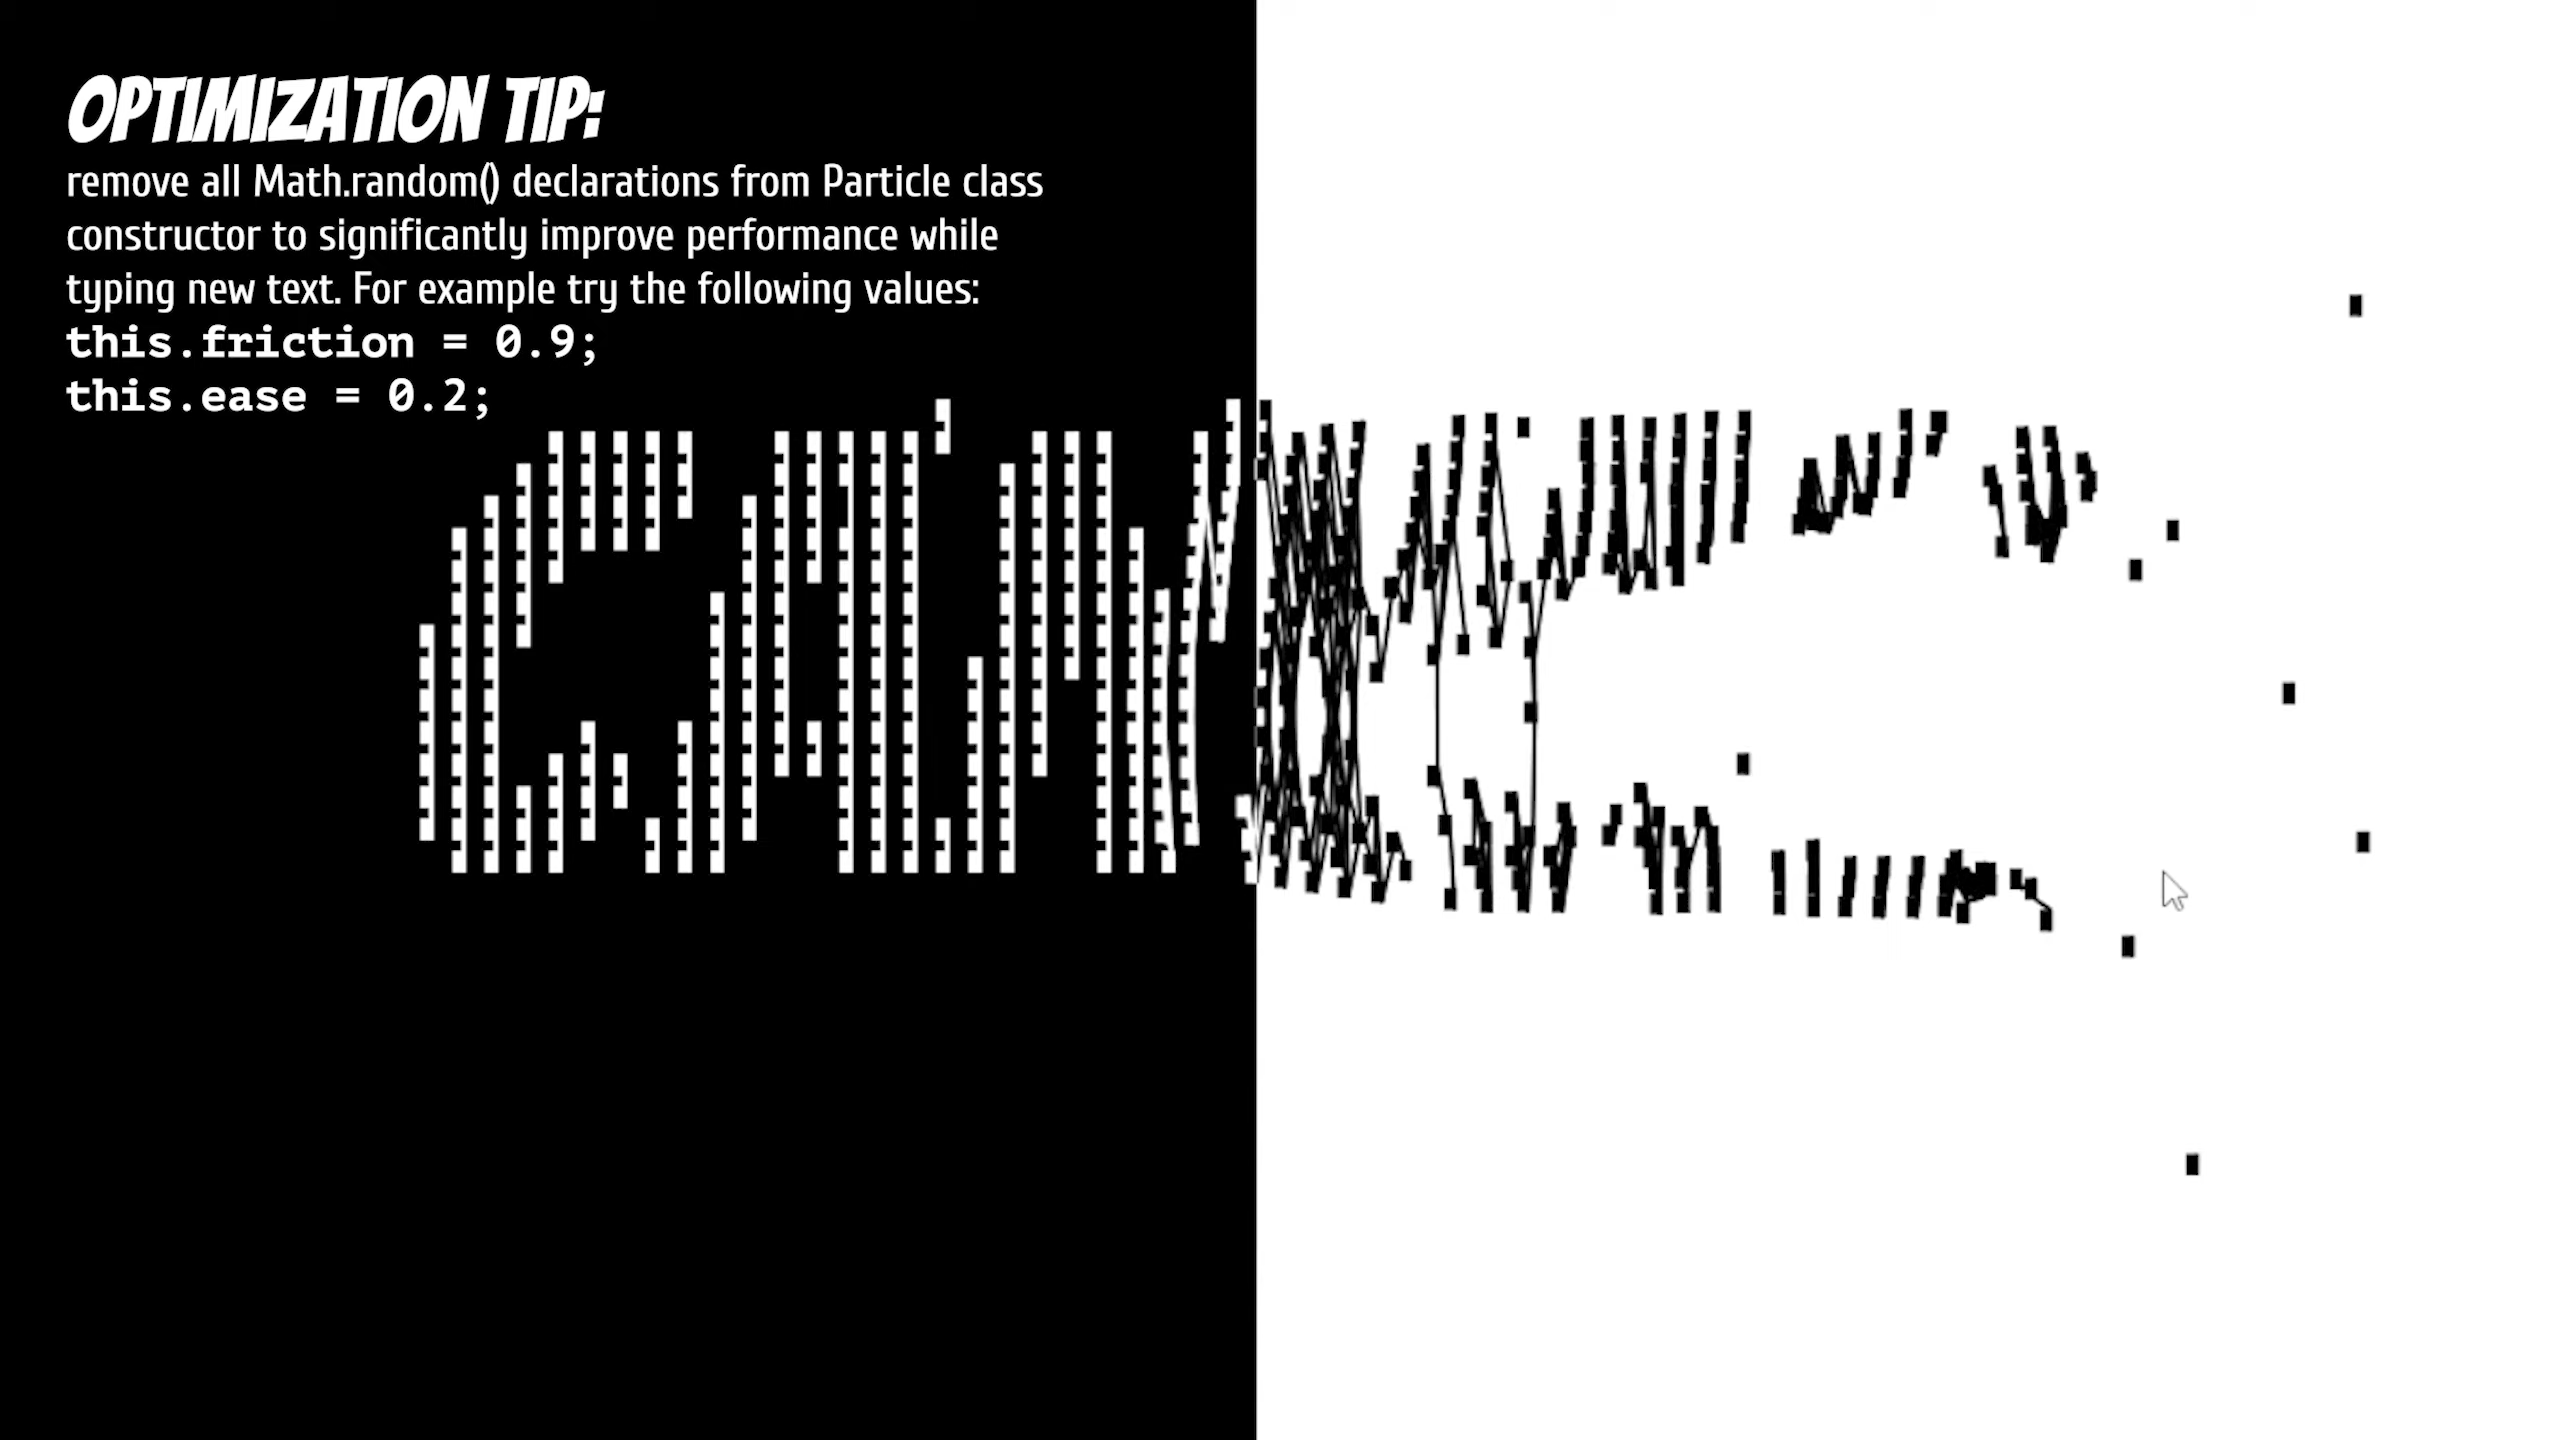 OPTIMIZATION TIP:
remove all Math.random() declarations from Particle class
constructor to significantly improve performance while
typing new text. For example try the following values:
this.friction = 0.9;
this.ease = 0.2;